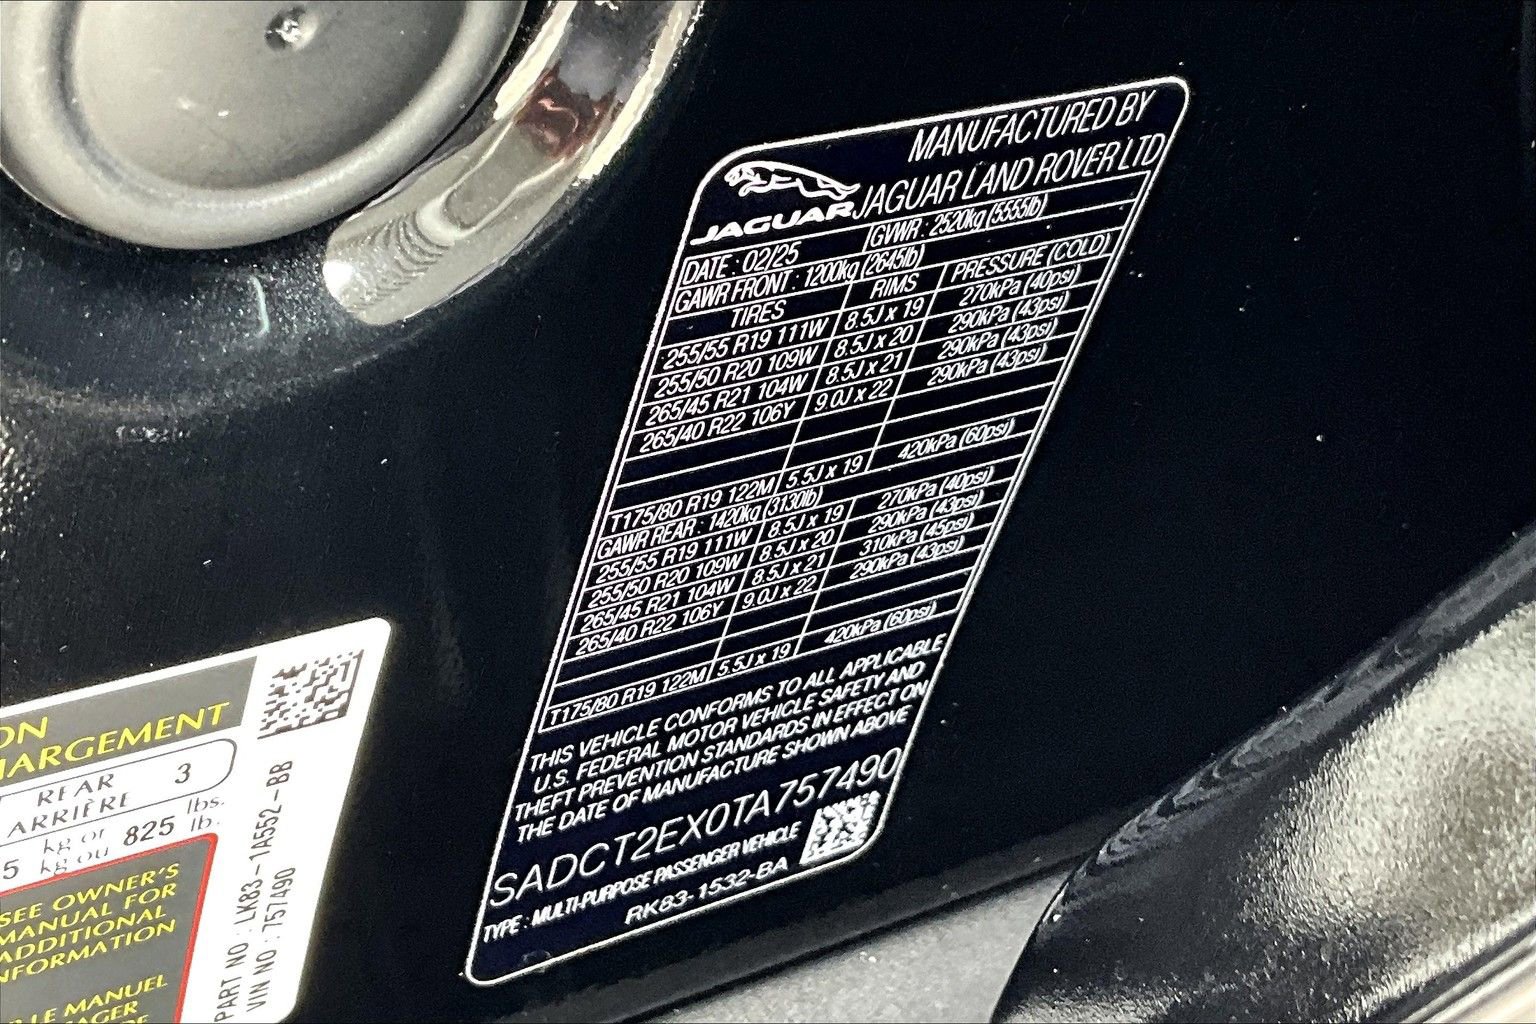 MANUFACTURED BY
JAGUAR LAND ROVER LTD
JAGUAR
DATE : 02/25 GVWR : 2520kg (5555lb)
GAWR FRONT : 1200kg (2645lb)
TIRES RIMS PRESSURE (COLD)
255/55 R19 111W 8.5J x 19 270kPa (40psi)
255/50 R20 109W 8.5J x 20 290kPa (43psi)
265/45 R21 104W 8.5J x 21 290kPa (43psi)
265/40 R22 106Y 9.0J x 22 290kPa (43psi)
T175/80 R19 122M 5.5J x 19 420kPa (60psi)
GAWR REAR : 1420kg (3130lb)
255/55 R19 111W 8.5J x 19 270kPa (40psi)
255/50 R20 109W 8.5J x 20 290kPa (43psi)
265/45 R21 104W 8.5J x 21 310kPa (45psi)
265/40 R22 106Y 9.0J x 22 290kPa (43psi)
T175/80 R19 122M 5.5J x 19 420kPa (60psi)
THIS VEHICLE CONFORMS TO ALL APPLICABLE
U.S. FEDERAL MOTOR VEHICLE SAFETY AND
THEFT PREVENTION STANDARDS IN EFFECT ON
THE DATE OF MANUFACTURE SHOWN ABOVE
SADCT2EX0TA757490
TYPE : MULTI-PURPOSE PASSENGER VEHICLE
RK83-1532-BA
ON
HARGEMENT
REAR 3
ARRIÈRE
5 kg or 825 lbs.
kg ou lb.
SEE OWNER'S
MANUAL FOR
ADDITIONAL
INFORMATION
LE MANUEL
PART NO : LK83-1A552-BB
VIN NO : 757490